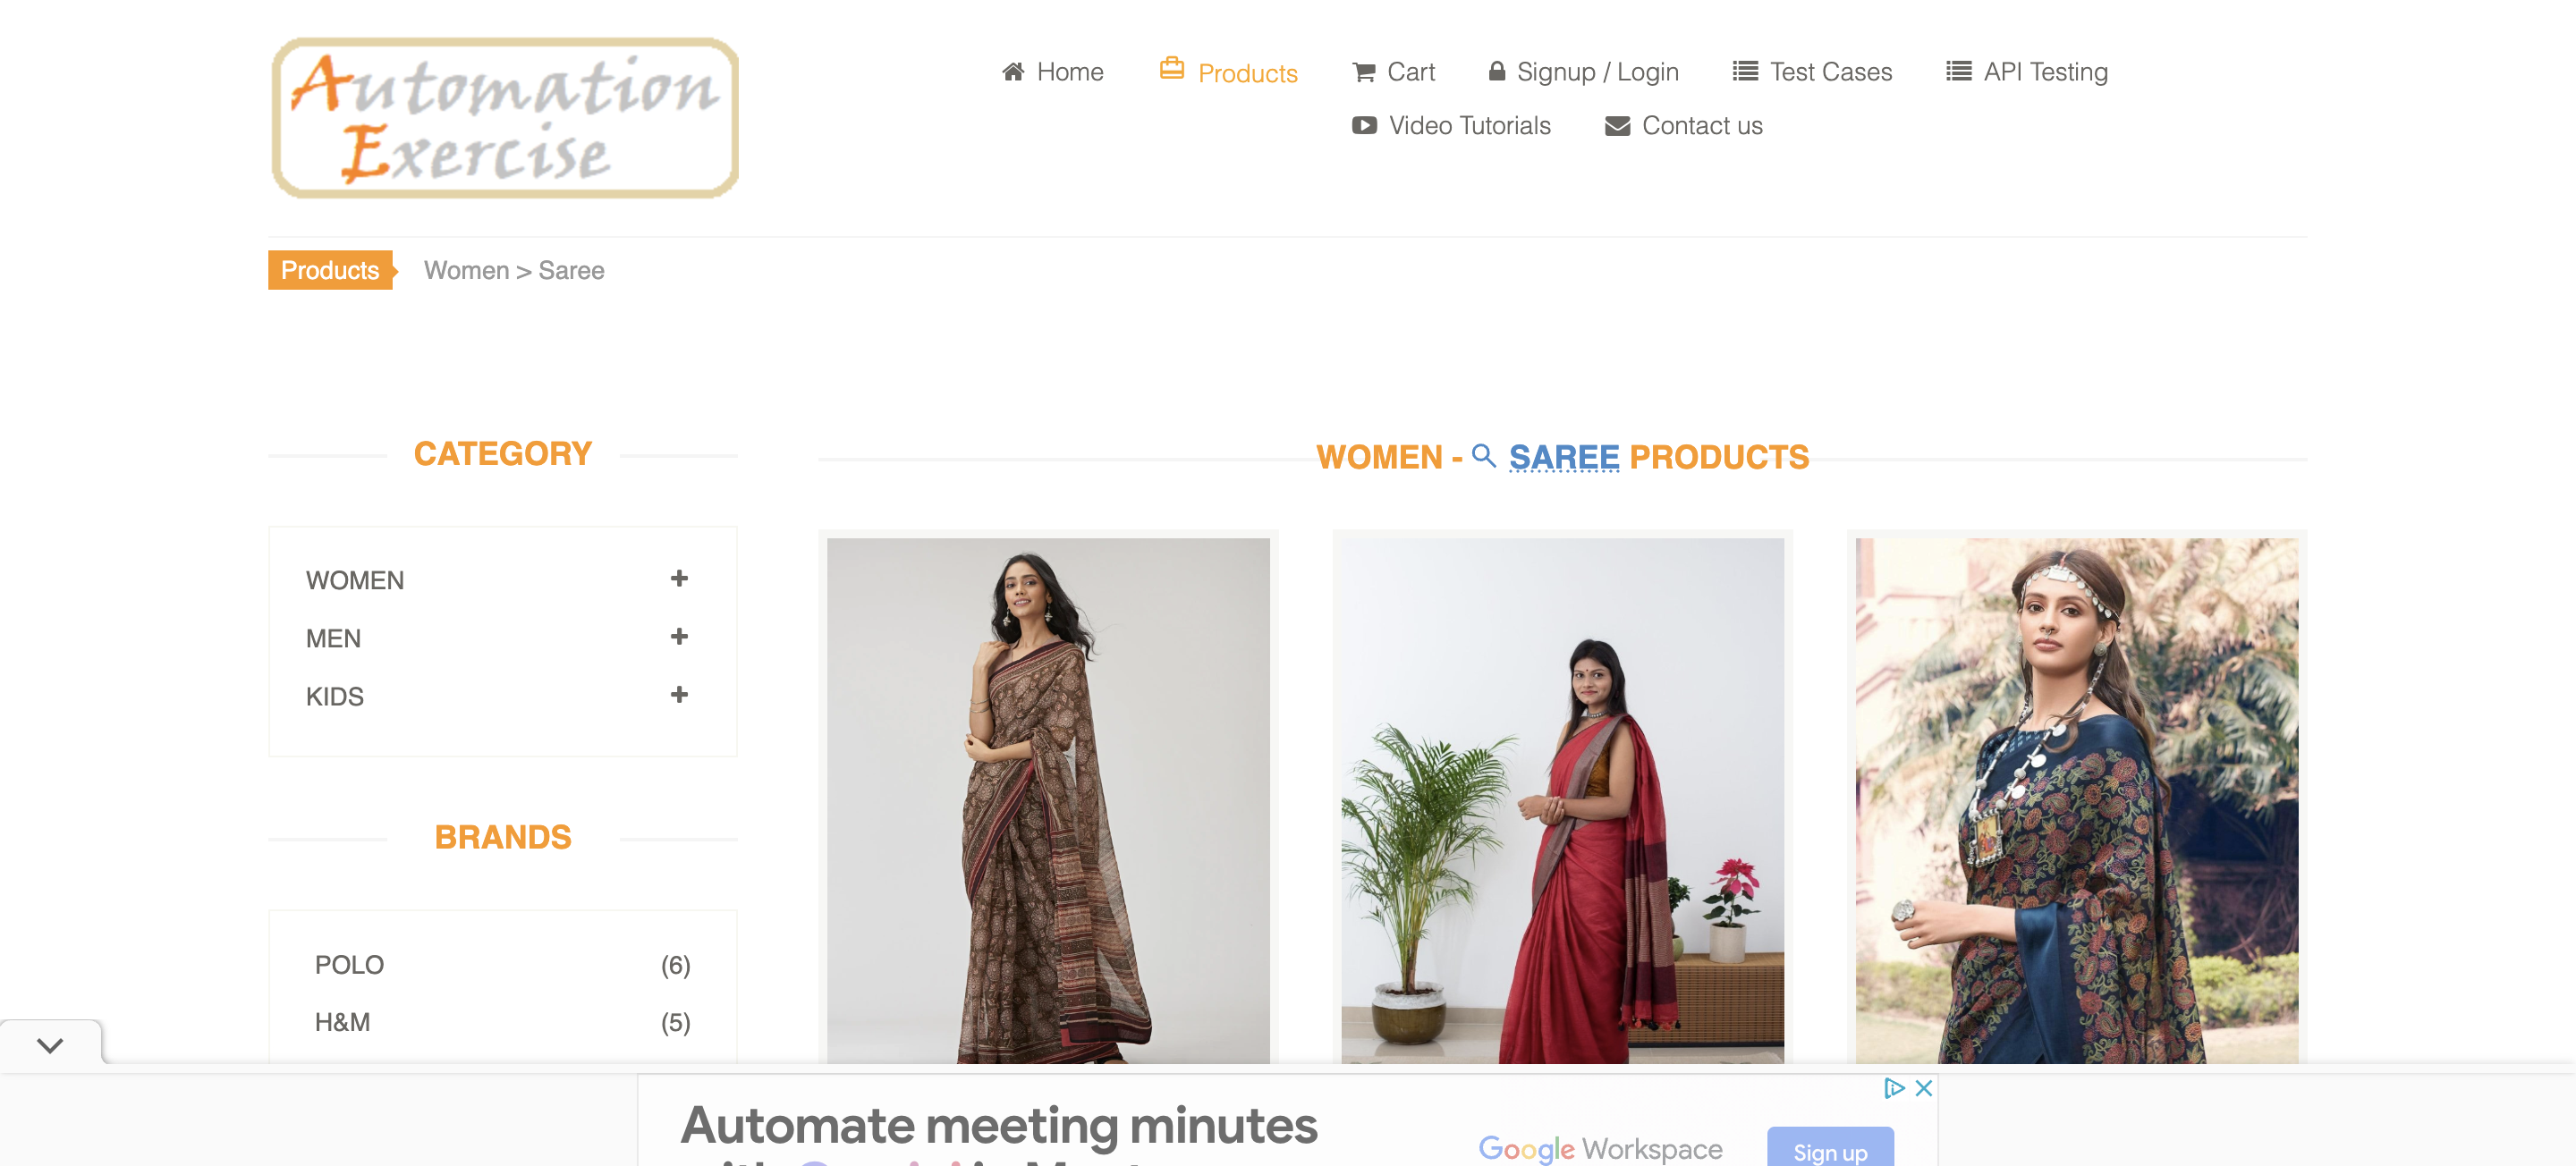 Automation
Exercise
Home
Products
Cart
Signup / Login
Test Cases
API Testing
Video Tutorials
Contact us
Products
Women > Saree
CATEGORY
WOMEN - SAREE PRODUCTS
WOMEN
MEN
KIDS
BRANDS
POLO (6)
H&M (5)
Automate meeting minutes
Google Workspace
Sign up